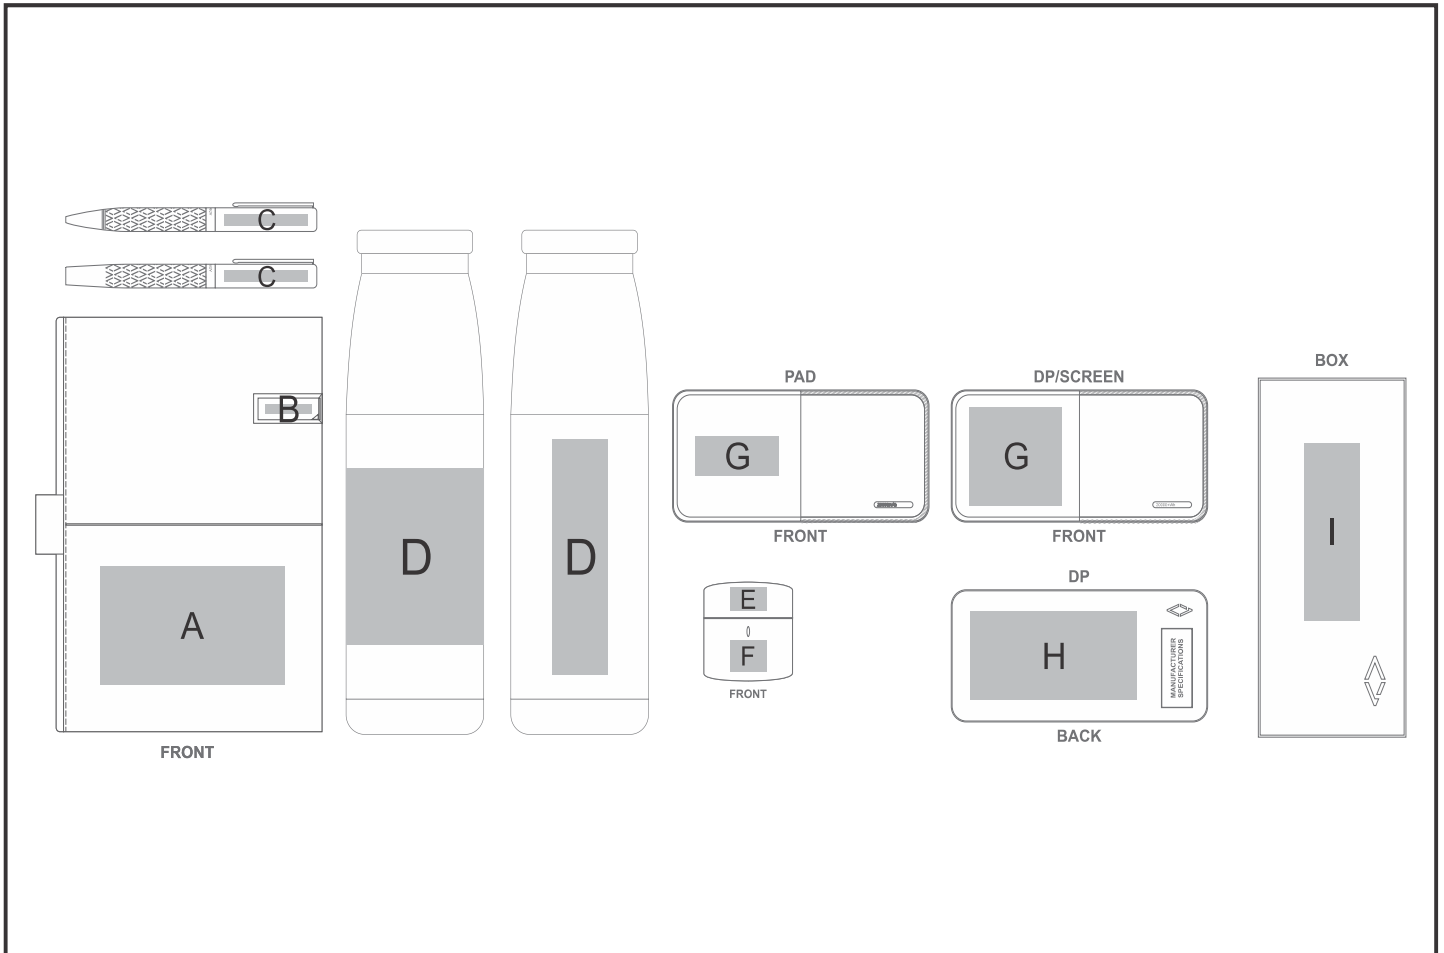 C
C
B
A
FRONT
D
D
PAD
G
FRONT
DP/SCREEN
G
FRONT
E
F
FRONT
DP
H
MANUFACTURER
SPECIFICATIONS
BACK
BOX
I